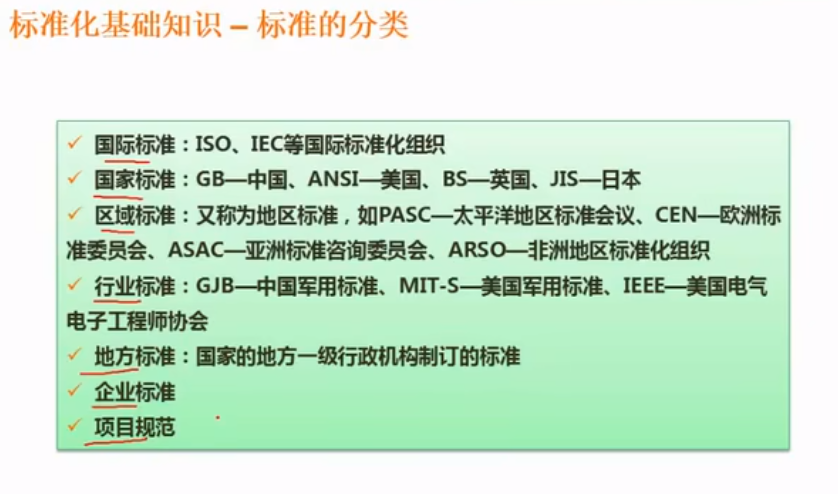 标准化基础知识 – 标准的分类
✓ 国际标准：ISO、IEC等国际标准化组织
✓ 国家标准：GB—中国、ANSI—美国、BS—英国、JIS—日本
✓ 区域标准：又称为地区标准，如PASC—太平洋地区标准会议、CEN—欧洲标
准委员会、ASAC—亚洲标准咨询委员会、ARSO—非洲地区标准化组织
✓ 行业标准：GJB—中国军用标准、MIT-S—美国军用标准、IEEE—美国电气
电子工程师协会
✓ 地方标准：国家的地方一级行政机构制订的标准
✓ 企业标准
✓ 项目规范